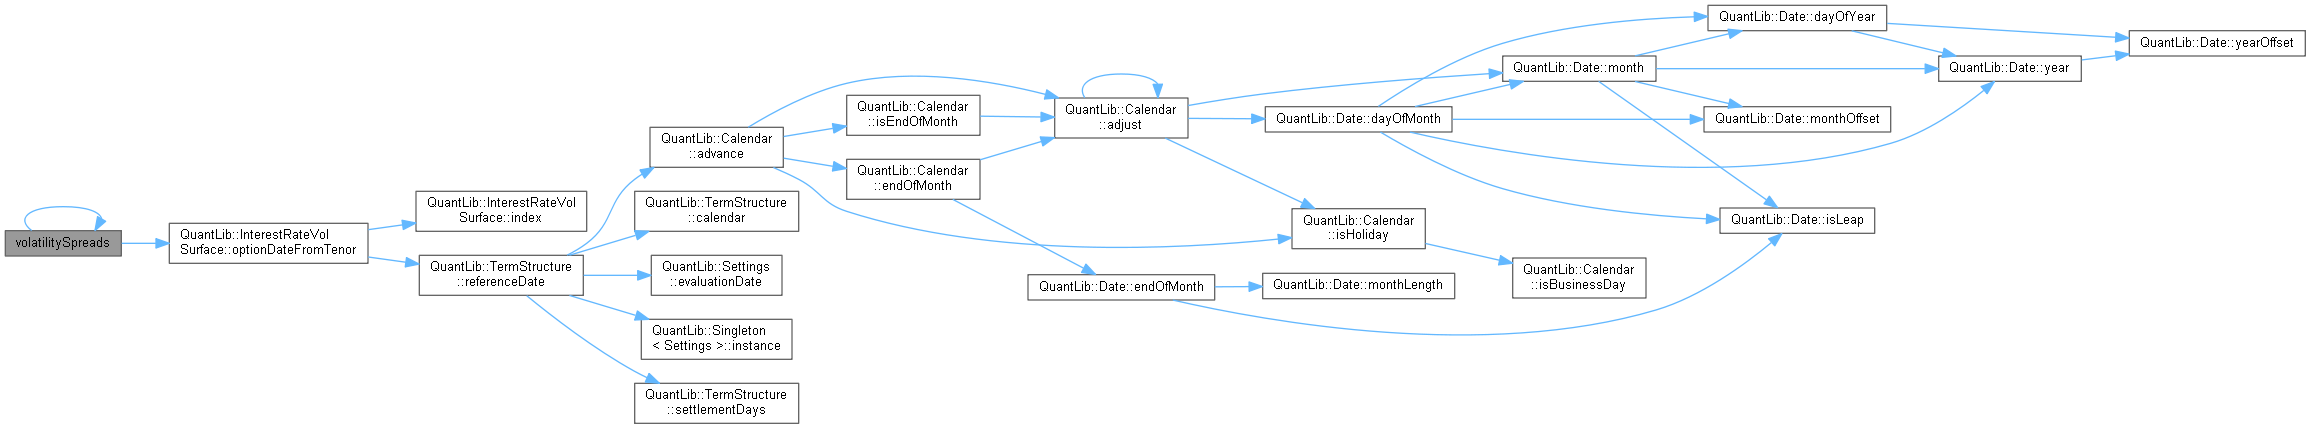 volatilitySpreads
QuantLib::InterestRateVol
Surface::optionDateFromTenor
QuantLib::InterestRateVol
Surface::index
QuantLib::TermStructure
::referenceDate
QuantLib::Calendar
::advance
QuantLib::TermStructure
::calendar
QuantLib::Settings
::evaluationDate
QuantLib::Singleton
< Settings >::instance
QuantLib::TermStructure
::settlementDays
QuantLib::Calendar
::isEndOfMonth
QuantLib::Calendar
::endOfMonth
QuantLib::Calendar
::adjust
QuantLib::Date::endOfMonth
QuantLib::Date::dayOfMonth
QuantLib::Calendar
::isHoliday
QuantLib::Date::monthLength
QuantLib::Date::month
QuantLib::Calendar
::isBusinessDay
QuantLib::Date::dayOfYear
QuantLib::Date::monthOffset
QuantLib::Date::isLeap
QuantLib::Date::year
QuantLib::Date::yearOffset